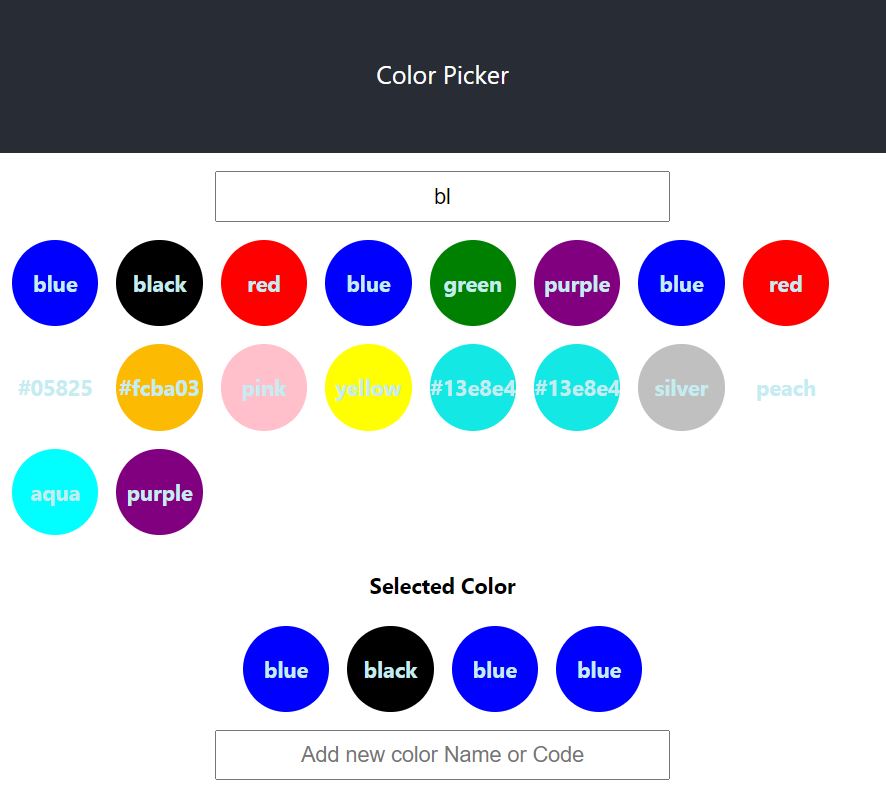 Color Picker
bl
blue black red blue green purple blue red
#05825 #fcba03 pink yellow #13e8e4 #13e8e4 silver peach
aqua purple
Selected Color
blue black blue blue
Add new color Name or Code